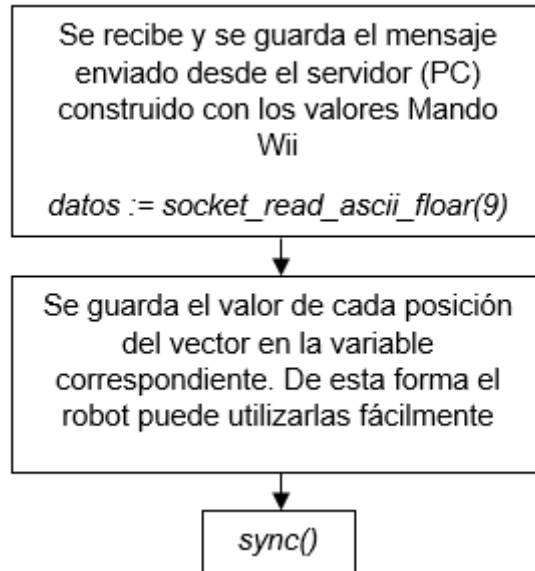 Se recibe y se guarda el mensaje
enviado desde el servidor (PC)
construido con los valores Mando
Wii
datos := socket_read_ascii_floar(9)
Se guarda el valor de cada posición
del vector en la variable
correspondiente. De esta forma el
robot puede utilizarlas fácilmente
sync()